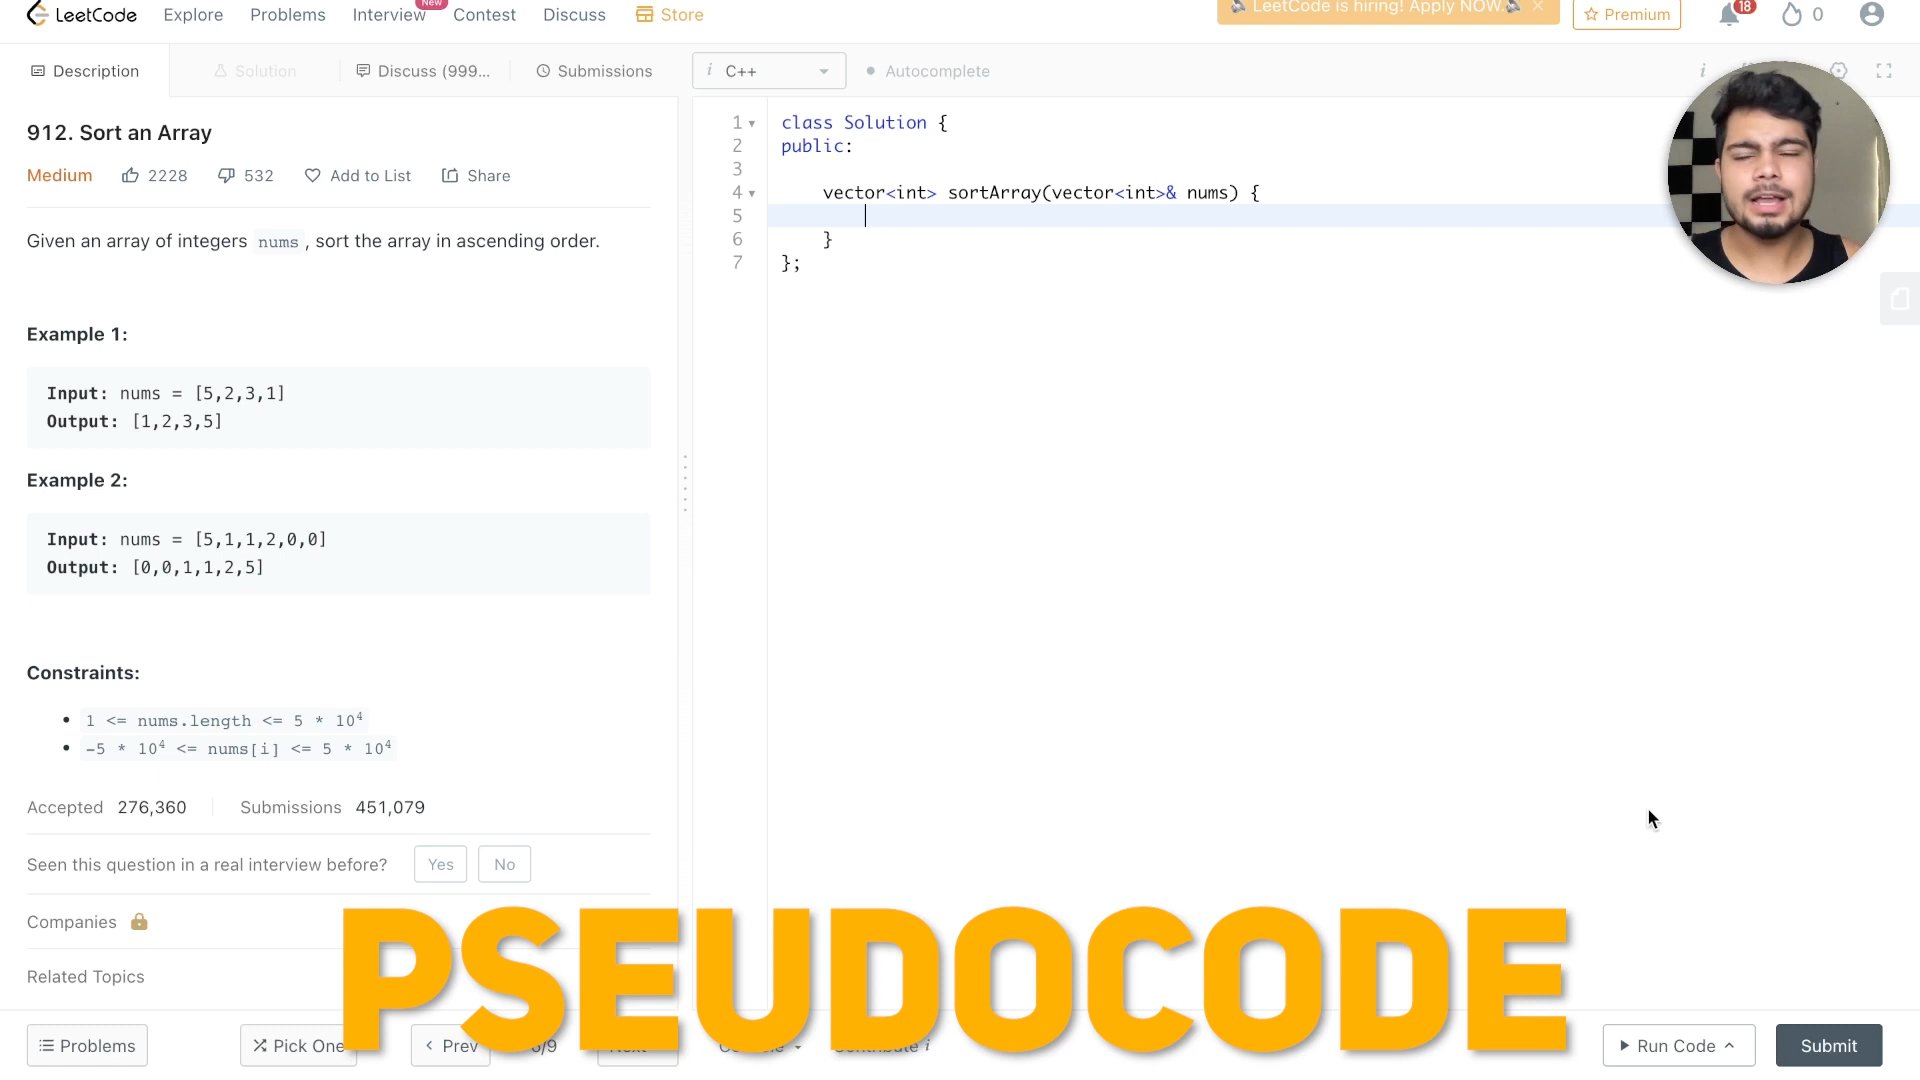 LeetCode Explore Problems Interview New Contest Discuss Store LeetCode is hiring! Apply NOW. × Premium 18 0
Description Solution Discuss (999... Submissions i C++ Autocomplete i
912. Sort an Array
Medium 2228 532 Add to List Share
Given an array of integers nums , sort the array in ascending order.
Example 1:
Input: nums = [5,2,3,1]
Output: [1,2,3,5]
Example 2:
Input: nums = [5,1,1,2,0,0]
Output: [0,0,1,1,2,5]
Constraints:
• 1 <= nums.length <= 5 * 10⁴
• -5 * 10⁴ <= nums[i] <= 5 * 10⁴
Accepted 276,360 Submissions 451,079
Seen this question in a real interview before? Yes No
Companies
Related Topics
1 class Solution {
2 public:
3
4 vector<int> sortArray(vector<int>& nums) {
5
6 }
7 };
PSEUDOCODE
Problems Pick One Prev /9 Run Code Submit